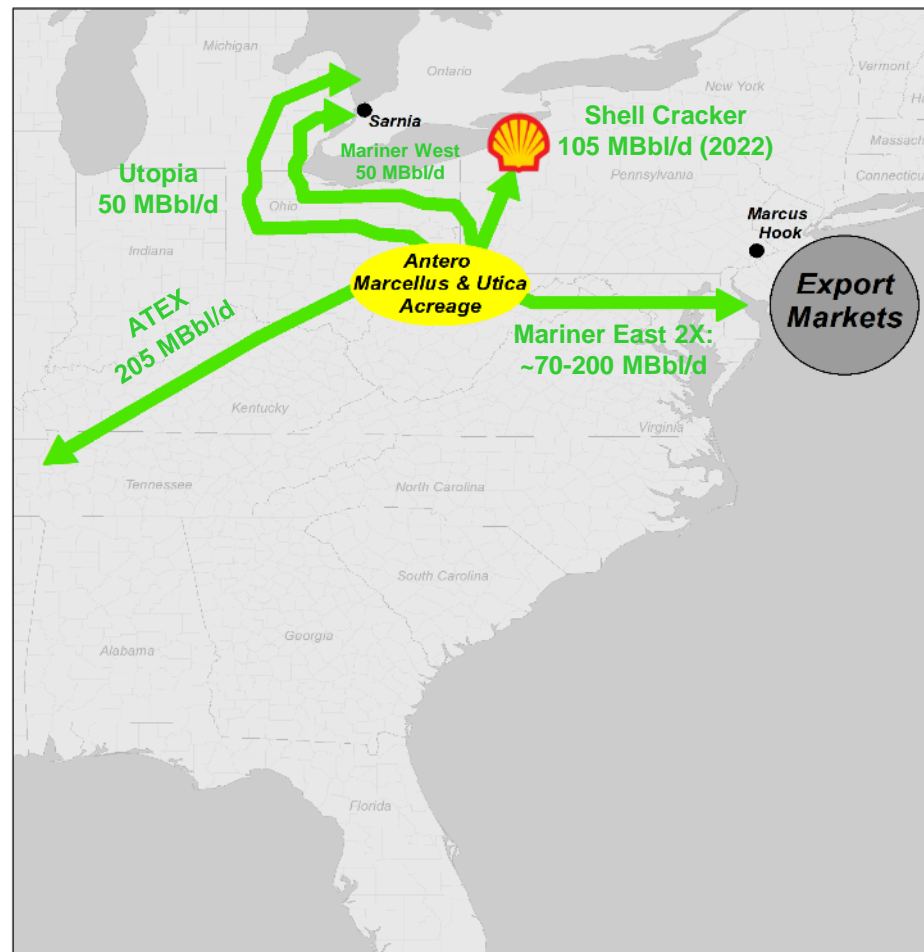 Michigan
Ontario
Vermont
New York
Sarnia
Shell Cracker
105 MBbl/d (2022)
Massach
Mariner West
50 MBbl/d
Utopia
50 MBbl/d
Pennsylvania
Connecticut
Ohio
Marcus
Hook
Indiana
Antero
Marcellus & Utica
Acreage
Export
Markets
ATEX
205 MBbl/d
Mariner East 2X:
~70-200 MBbl/d
Kentucky
Virginia
Tennessee
North Carolina
South Carolina
Georgia
Alabama
Florida